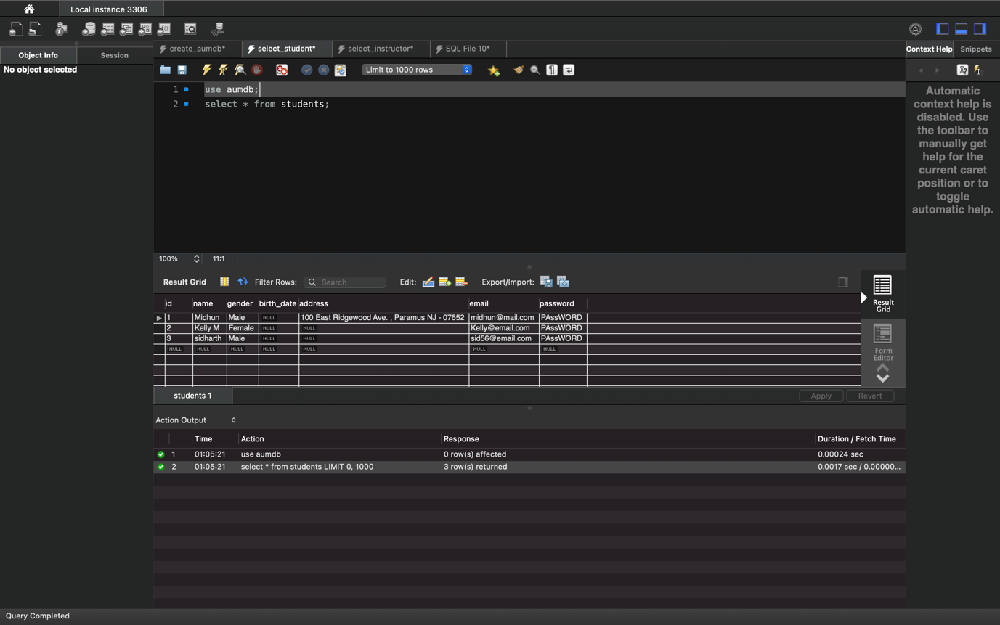 Local instance 3306
Object Info Session
No object selected
create_aumdb* select_student* select_instructor* SQL File 10*
Context Help Snippets
Limit to 1000 rows
1 use aumdb;
2 select * from students;
Automatic
context help is
disabled. Use
the toolbar to
manually get
help for the
current caret
position or to
toggle
automatic help.
100% 11:1
Result Grid Filter Rows: Search Edit: Export/Import:
Result
Grid
Form
Editor
id name gender birth_date address email password
1 Midhun Male NULL 100 East Ridgewood Ave. , Paramus NJ - 07652 midhun@mail.com PAssWORD
2 Kelly M Female NULL NULL Kelly@email.com PAssWORD
3 sidharth Male NULL NULL sid56@email.com PAssWORD
NULL NULL NULL NULL NULL NULL NULL
students 1 Apply Revert
Action Output
Time Action Response Duration / Fetch Time
1 01:05:21 use aumdb 0 row(s) affected 0.00024 sec
2 01:05:21 select * from students LIMIT 0, 1000 3 row(s) returned 0.0017 sec / 0.00000...
Query Completed